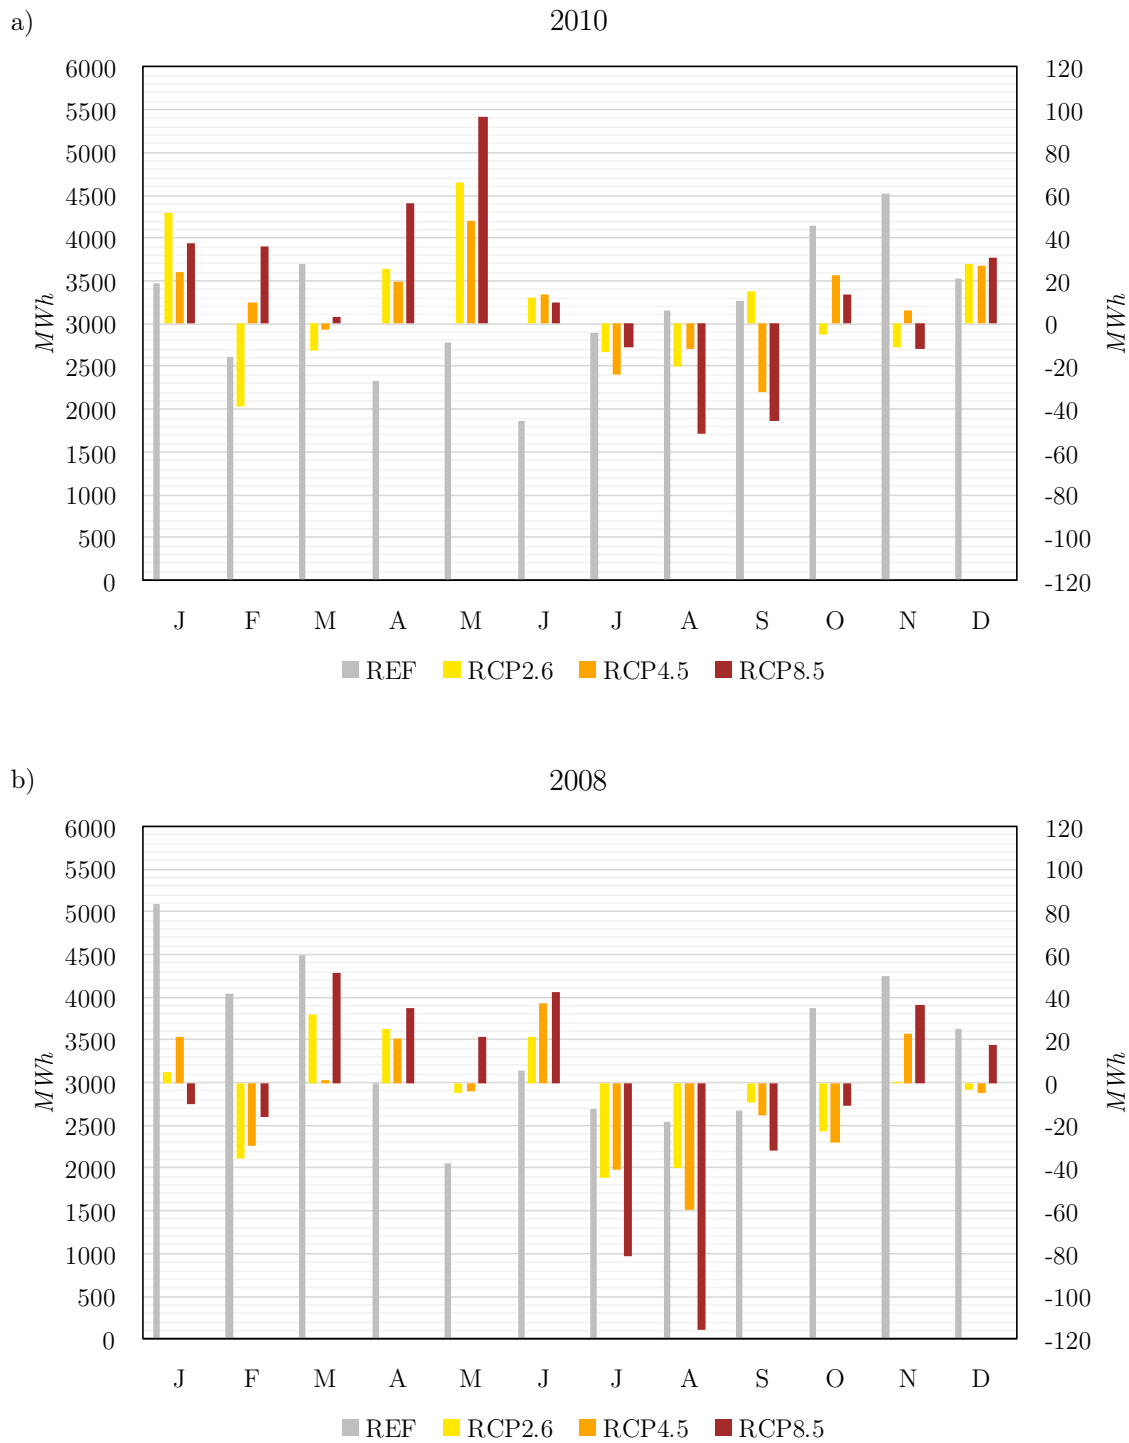 a)
2010
6000 120
5500 100
5000 80
4500 60
4000 40
3500 20
3000 0
2500 -20
2000 -40
1500 -60
1000 -80
500 -100
0 -120
MWh
MWh
J F M A M J J A S O N D
REF RCP2.6 RCP4.5 RCP8.5
b)
2008
6000 120
5500 100
5000 80
4500 60
4000 40
3500 20
3000 0
2500 -20
2000 -40
1500 -60
1000 -80
500 -100
0 -120
MWh
MWh
J F M A M J J A S O N D
REF RCP2.6 RCP4.5 RCP8.5